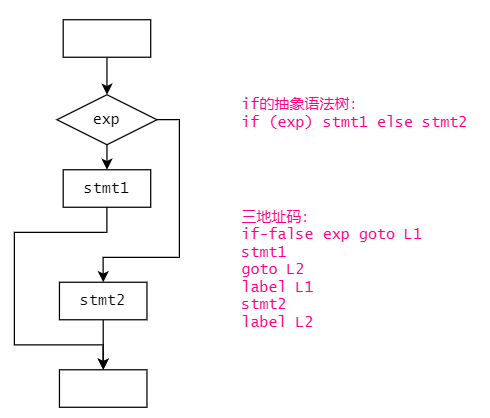 exp
stmt1
stmt2
if的抽象语法树:
if (exp) stmt1 else stmt2
三地址码:
if-false exp goto L1
stmt1
goto L2
label L1
stmt2
label L2